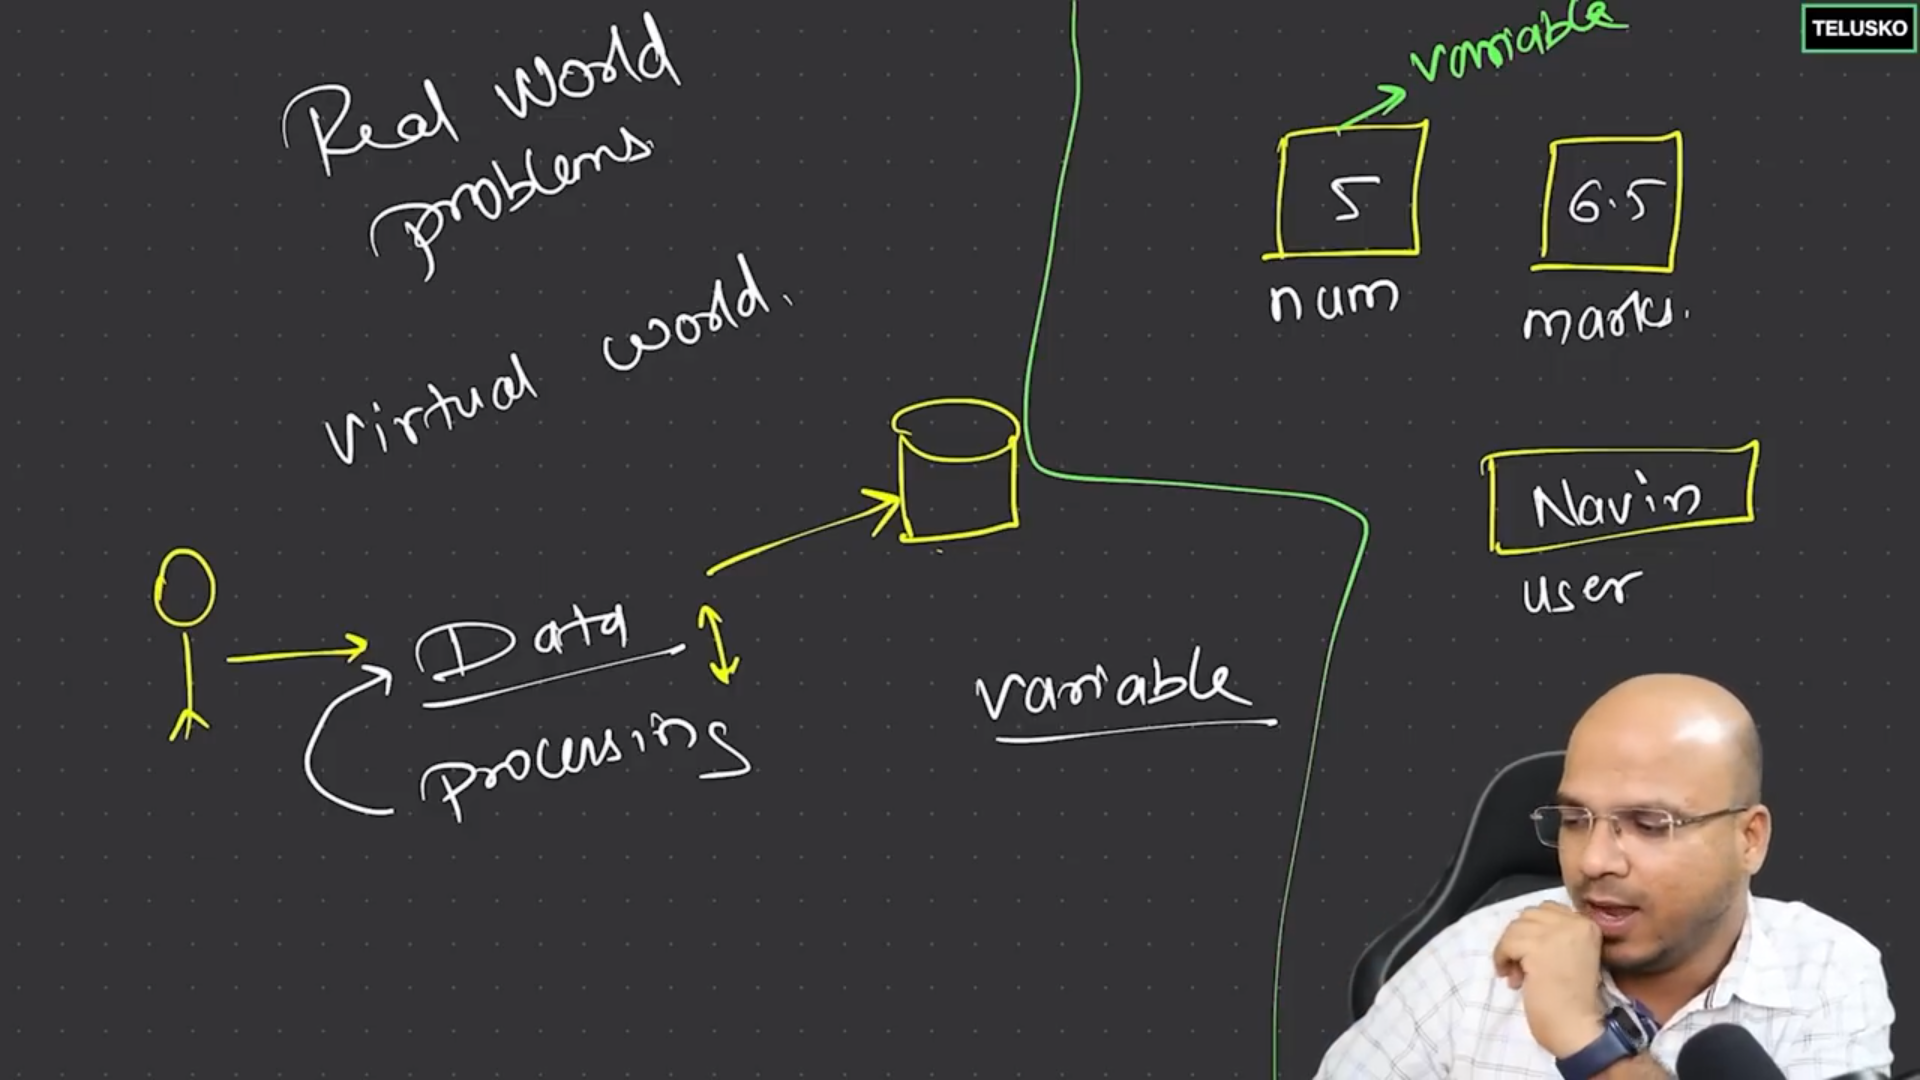 TELUSKO
Real World
problems.
virtual world.
Data
processing
variable
variable
5
num
6.5
marks.
Navin
user